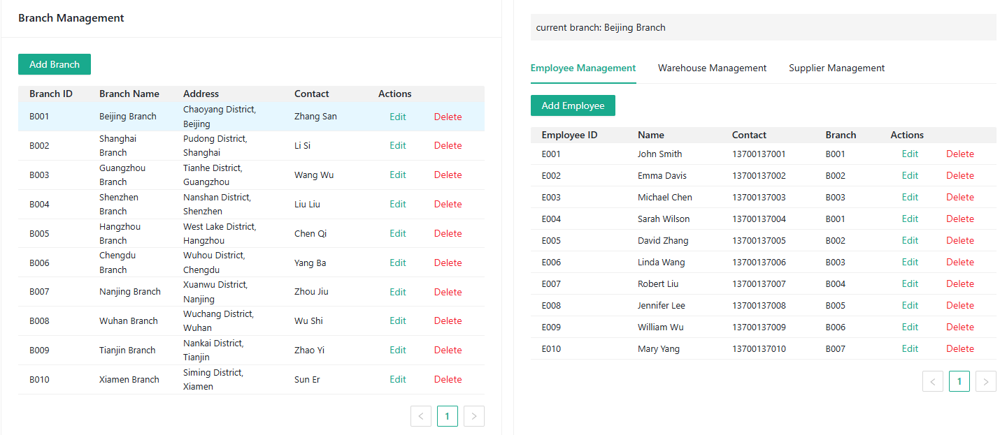 Branch Management
Add Branch
Branch ID Branch Name Address Contact Actions
B001 Beijing Branch Chaoyang District, Beijing Zhang San Edit Delete
B002 Shanghai Branch Pudong District, Shanghai Li Si Edit Delete
B003 Guangzhou Branch Tianhe District, Guangzhou Wang Wu Edit Delete
B004 Shenzhen Branch Nanshan District, Shenzhen Liu Liu Edit Delete
B005 Hangzhou Branch West Lake District, Hangzhou Chen Qi Edit Delete
B006 Chengdu Branch Wuhou District, Chengdu Yang Ba Edit Delete
B007 Nanjing Branch Xuanwu District, Nanjing Zhou Jiu Edit Delete
B008 Wuhan Branch Wuchang District, Wuhan Wu Shi Edit Delete
B009 Tianjin Branch Nankai District, Tianjin Zhao Yi Edit Delete
B010 Xiamen Branch Siming District, Xiamen Sun Er Edit Delete
< 1 >
current branch: Beijing Branch
Employee Management Warehouse Management Supplier Management
Add Employee
Employee ID Name Contact Branch Actions
E001 John Smith 13700137001 B001 Edit Delete
E002 Emma Davis 13700137002 B002 Edit Delete
E003 Michael Chen 13700137003 B003 Edit Delete
E004 Sarah Wilson 13700137004 B001 Edit Delete
E005 David Zhang 13700137005 B002 Edit Delete
E006 Linda Wang 13700137006 B003 Edit Delete
E007 Robert Liu 13700137007 B004 Edit Delete
E008 Jennifer Lee 13700137008 B005 Edit Delete
E009 William Wu 13700137009 B006 Edit Delete
E010 Mary Yang 13700137010 B007 Edit Delete
< 1 >